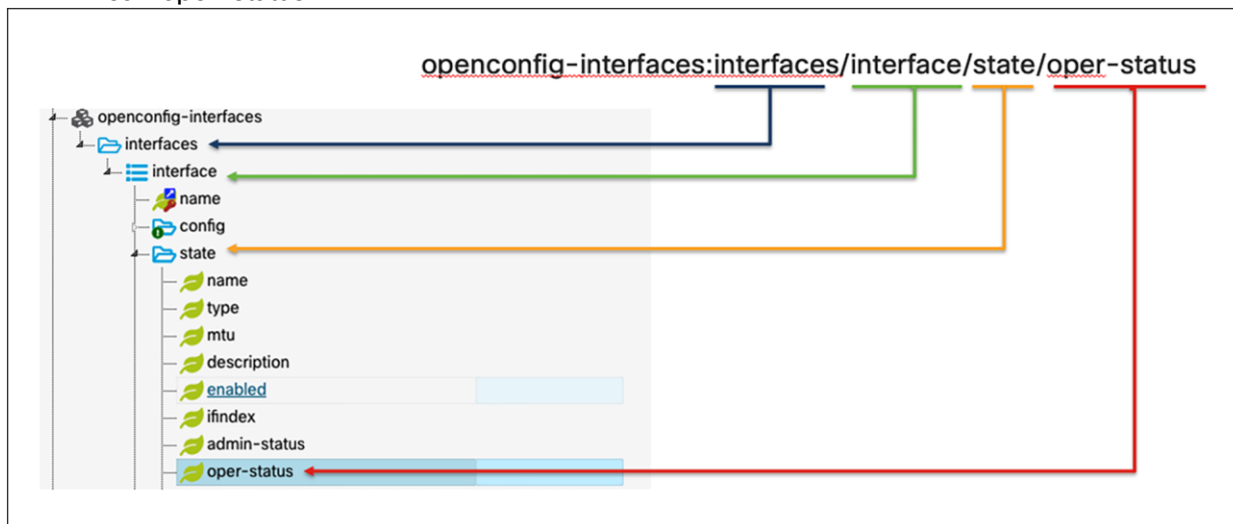 openconfig-interfaces:interfaces/interface/state/oper-status
openconfig-interfaces
interfaces
interface
name
config
state
name
type
mtu
description
enabled
ifindex
admin-status
oper-status